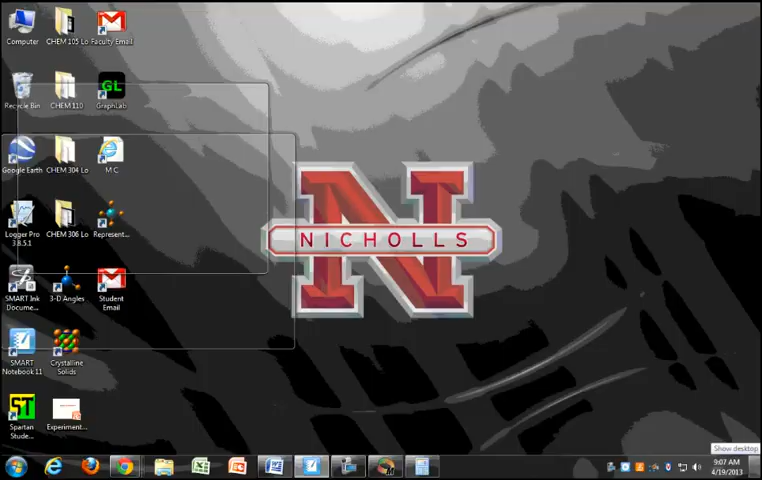 Computer
CHEM 105 Lo
Faculty Email
Recycle Bin
CHEM 110
GL
GraphLab
Google Earth
CHEM 304 Lo
M C
Logger Pro
3.8.5.1
CHEM 306 Lo
Represent...
NICHOLLS
SMART Ink
Docume...
3-D Angles
Student
Email
SMART
Notebook 11
Crystalline
Solids
ST
Spartan
Stude...
Experiment...
Show desktop
9:07 AM
4/19/2013